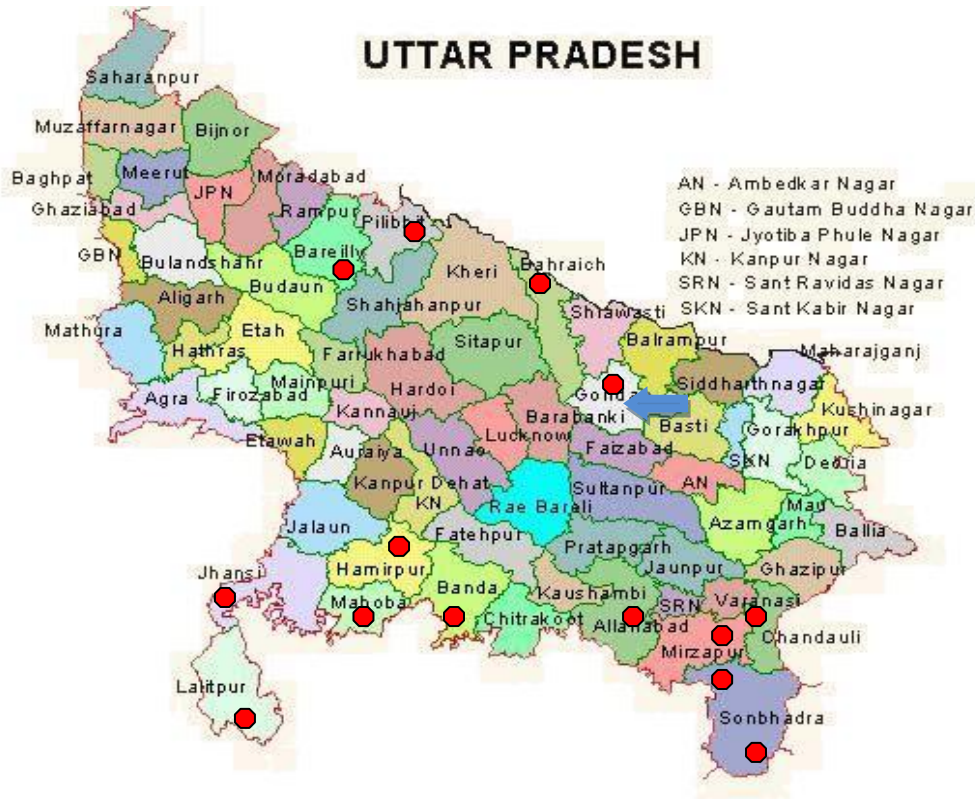 UTTAR PRADESH
Saharanpur
Muzaffarnagar
Bijnor
Baghpat
Meerut
JPN
Moradabad
Ghaziabad
Rampur
Pilibhit
GBN
Bulandshahr
Bareilly
Budaun
Kheri
Bahraich
Aligarh
Shahjahanpur
Shrawasti
Mathura
Hathras
Etah
Farrukhabad
Sitapur
Balrampur
Maharajganj
Agra
Firozabad
Mainpuri
Hardoi
Gond
Siddharthnagar
Kushinagar
Kannauj
Barabanki
Etawah
Auraiya
Unnao
Lucknow
Faizabad
Basti
Gorakhpur
SKN
Deoria
Kanpur Dehat
KN
Rae Bareli
Sultanpur
AN
Azamgarh
Mau
Ballia
Jalaun
Fatehpur
Pratapgarh
Jaunpur
Ghazipur
Jhansi
Hamirpur
Banda
Kaushambi
Mahoba
Chitrakoot
Allahabad
SRN
Varanasi
Chandauli
Mirzapur
Lalitpur
Sonbhadra
AN - Ambedkar Nagar
GBN - Gautam Buddha Nagar
JPN - Jyotiba Phule Nagar
KN - Kanpur Nagar
SRN - Sant Ravidas Nagar
SKN - Sant Kabir Nagar